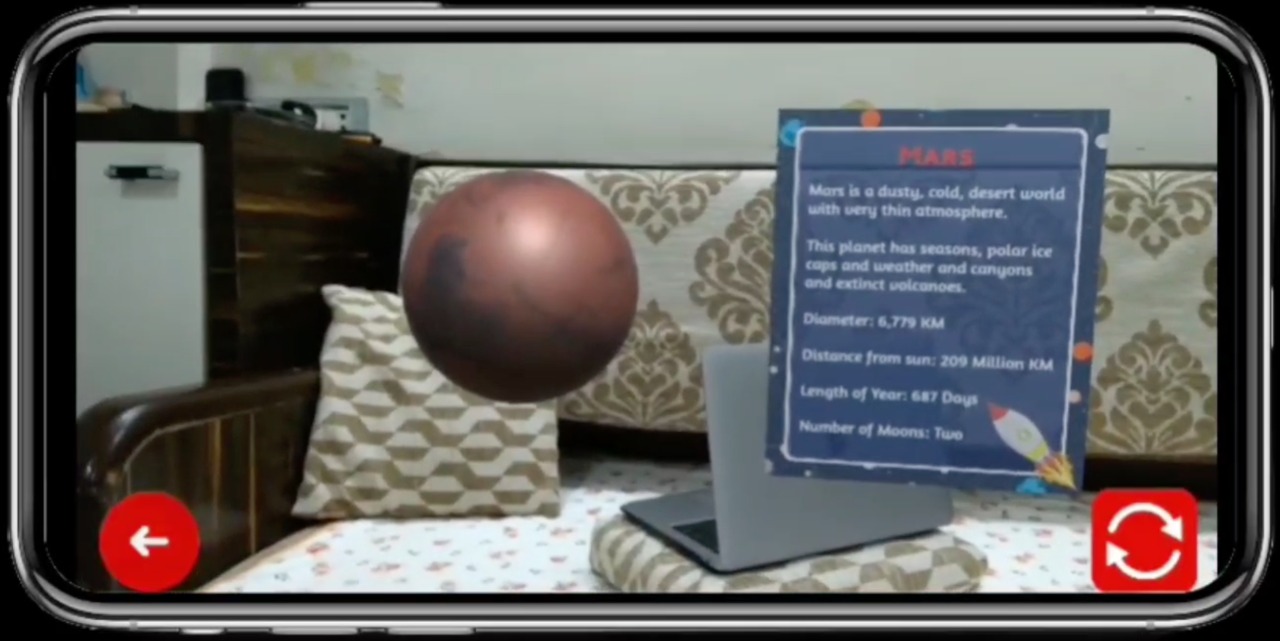 MARS
Mars is a dusty, cold, desert world
with very thin atmosphere.
This planet has seasons, polar ice
caps and weather and canyons
and extinct volcanoes.
Diameter: 6,779 KM
Distance from sun: 209 Million KM
Length of Year: 687 Days
Number of Moons: Two